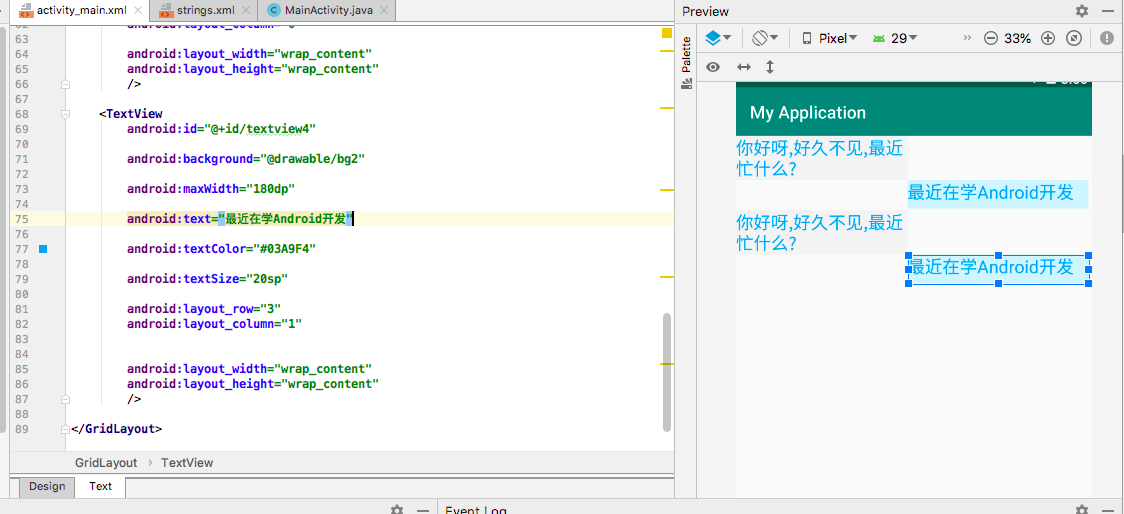 activity_main.xml
strings.xml
MainActivity.java
Preview
63
64 android:layout_width="wrap_content"
65 android:layout_height="wrap_content"
66 />
67
68 <TextView
69 android:id="@+id/textview4"
70
71 android:background="@drawable/bg2"
72
73 android:maxWidth="180dp"
74
75 android:text="最近在学Android开发"
76
77 android:textColor="#03A9F4"
78
79 android:textSize="20sp"
80
81 android:layout_row="3"
82 android:layout_column="1"
83
84
85 android:layout_width="wrap_content"
86 android:layout_height="wrap_content"
87 />
88
89 </GridLayout>
GridLayout › TextView
Design Text
Event Log
Palette
Pixel
29
33%
My Application
你好呀,好久不见,最近
忙什么?
最近在学Android开发
你好呀,好久不见,最近
忙什么?
最近在学Android开发